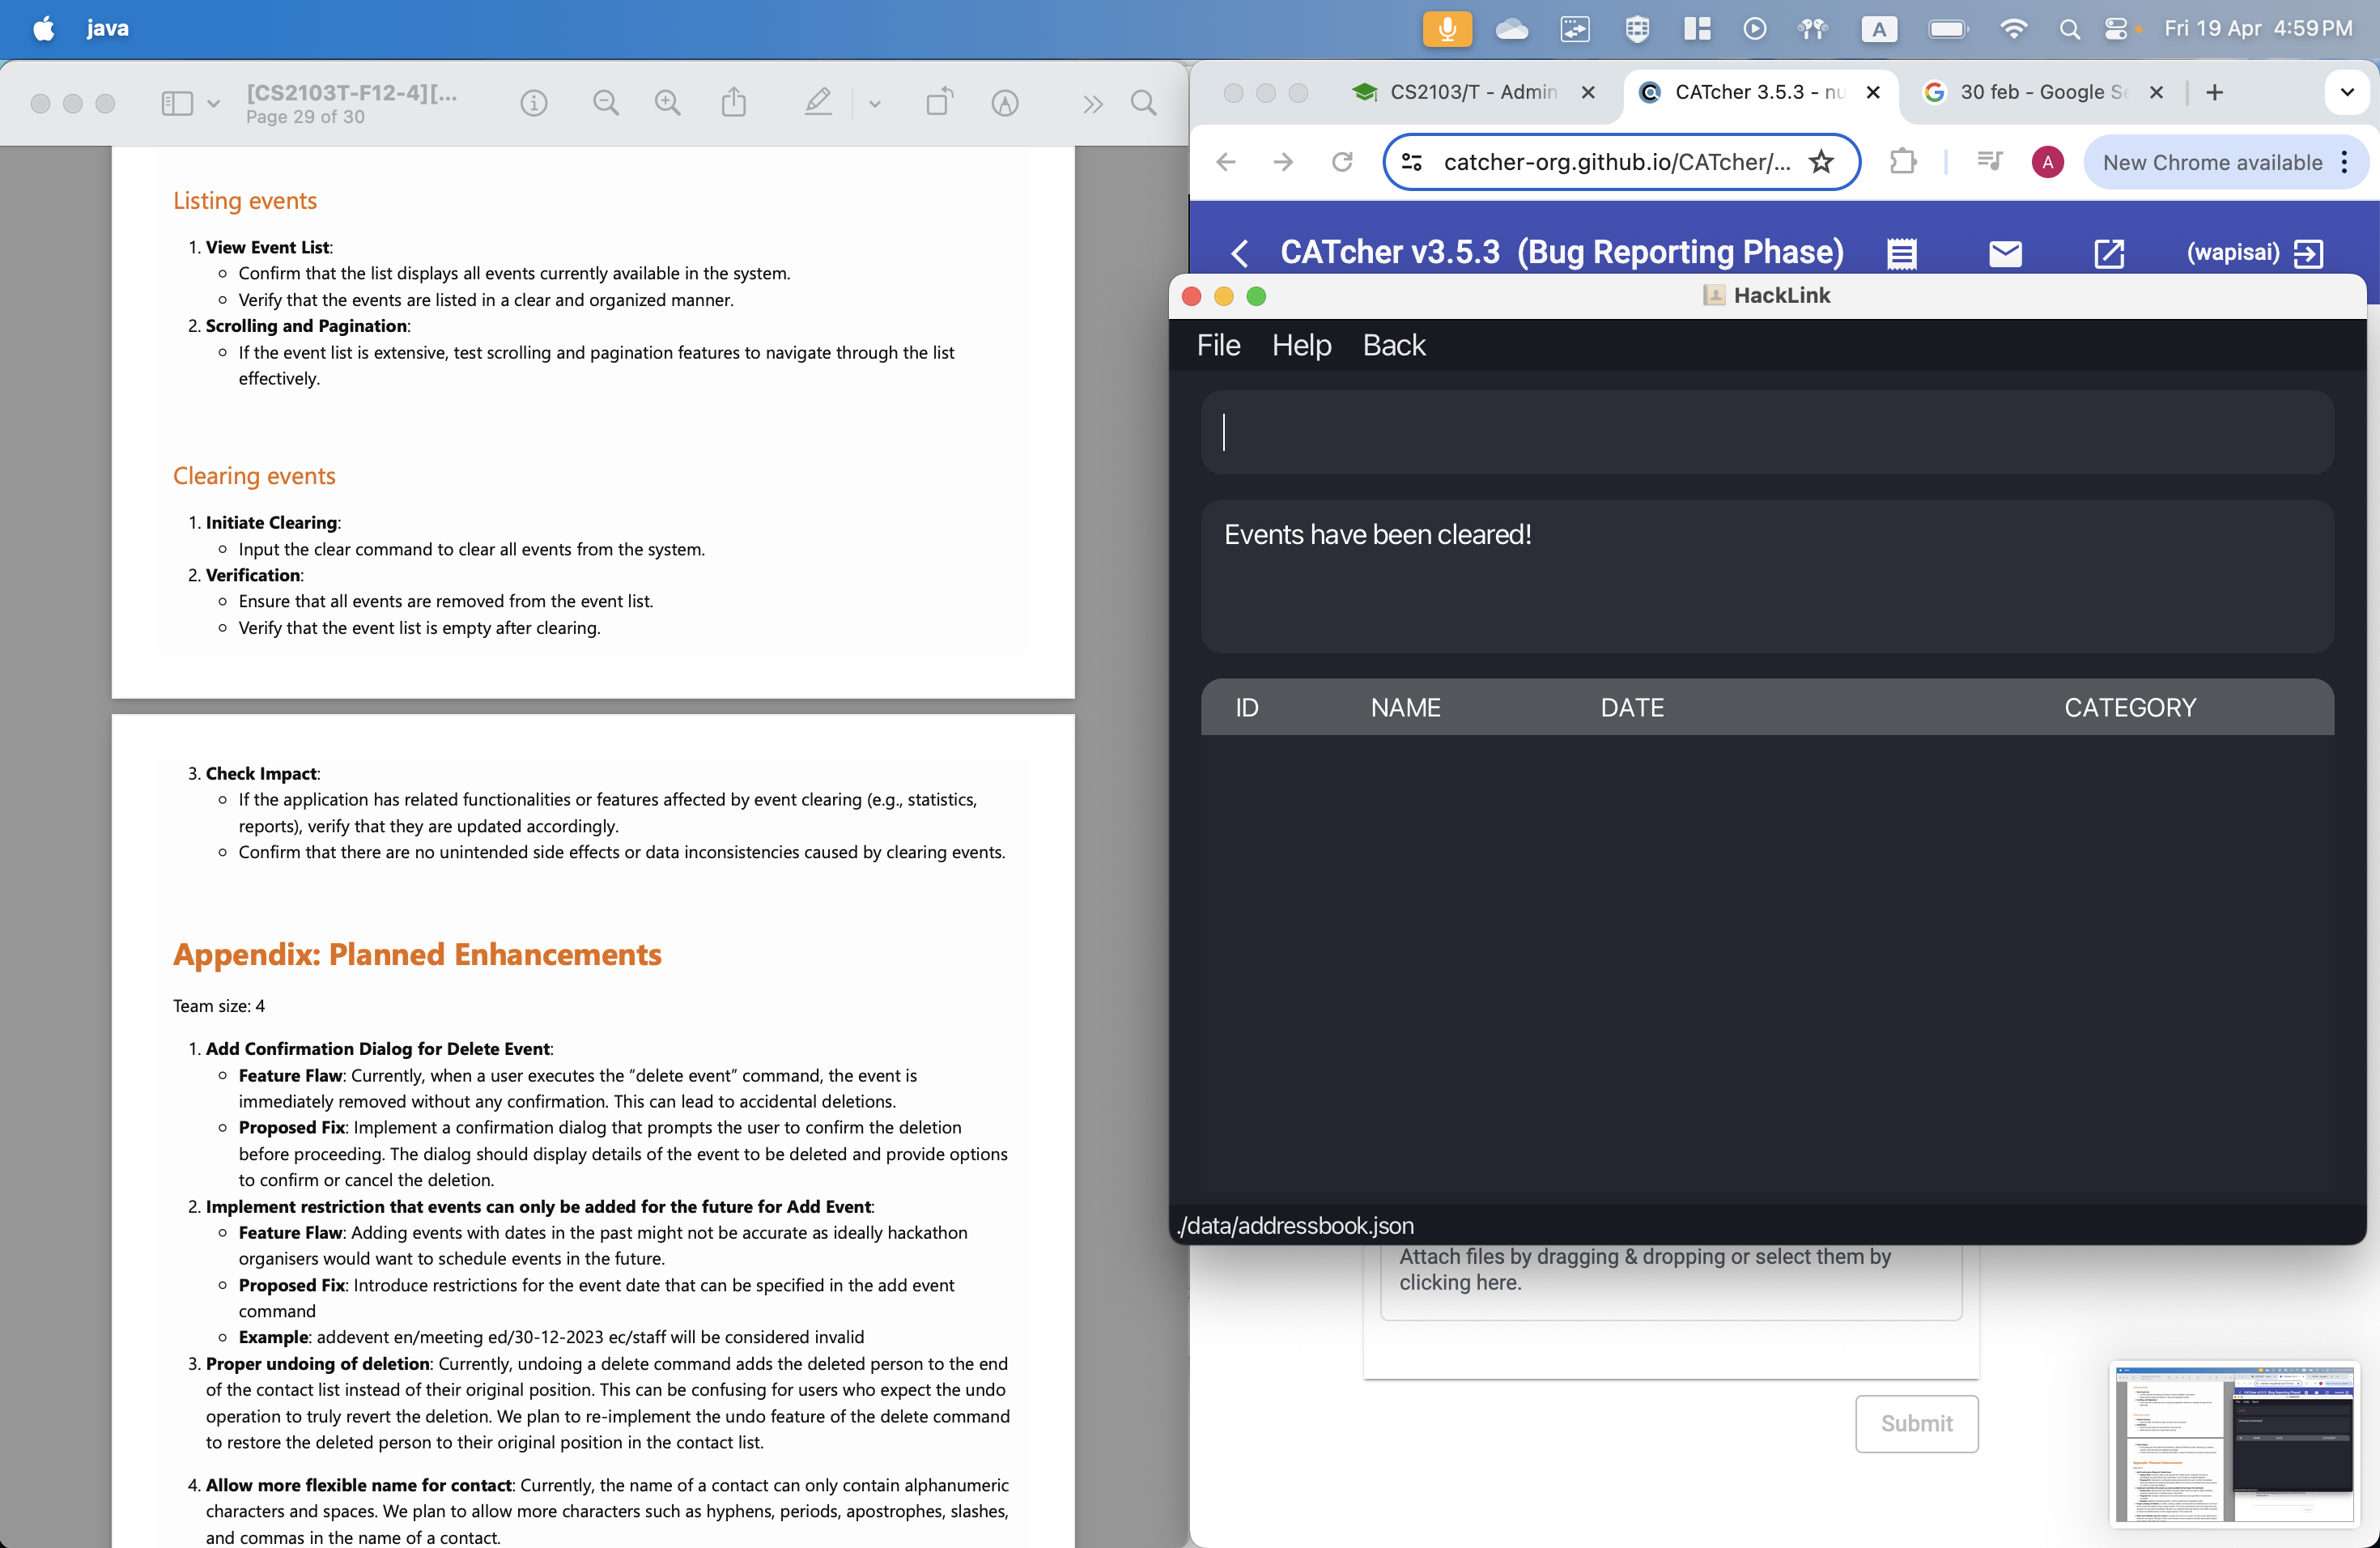 java
A
Fri 19 Apr 4:59 PM
[CS2103T-F12-4][...
Page 29 of 30
Listing events
1. View Event List:
Confirm that the list displays all events currently available in the system.
Verify that the events are listed in a clear and organized manner.
2. Scrolling and Pagination:
If the event list is extensive, test scrolling and pagination features to navigate through the list
effectively.
Clearing events
1. Initiate Clearing:
Input the clear command to clear all events from the system.
2. Verification:
Ensure that all events are removed from the event list.
Verify that the event list is empty after clearing.
3. Check Impact:
If the application has related functionalities or features affected by event clearing (e.g., statistics,
reports), verify that they are updated accordingly.
Confirm that there are no unintended side effects or data inconsistencies caused by clearing events.
Appendix: Planned Enhancements
Team size: 4
1. Add Confirmation Dialog for Delete Event:
Feature Flaw: Currently, when a user executes the “delete event” command, the event is
immediately removed without any confirmation. This can lead to accidental deletions.
Proposed Fix: Implement a confirmation dialog that prompts the user to confirm the deletion
before proceeding. The dialog should display details of the event to be deleted and provide options
to confirm or cancel the deletion.
2. Implement restriction that events can only be added for the future for Add Event:
Feature Flaw: Adding events with dates in the past might not be accurate as ideally hackathon
organisers would want to schedule events in the future.
Proposed Fix: Introduce restrictions for the event date that can be specified in the add event
command
Example: addevent en/meeting ed/30-12-2023 ec/staff will be considered invalid
3. Proper undoing of deletion: Currently, undoing a delete command adds the deleted person to the end
of the contact list instead of their original position. This can be confusing for users who expect the undo
operation to truly revert the deletion. We plan to re-implement the undo feature of the delete command
to restore the deleted person to their original position in the contact list.
4. Allow more flexible name for contact: Currently, the name of a contact can only contain alphanumeric
characters and spaces. We plan to allow more characters such as hyphens, periods, apostrophes, slashes,
and commas in the name of a contact.
CS2103/T - Admin
CATcher 3.5.3 - nu
30 feb - Google Se
catcher-org.github.io/CATcher/...
A
New Chrome available
CATcher v3.5.3 (Bug Reporting Phase)
(wapisai)
HackLink
File Help Back
Events have been cleared!
ID NAME DATE CATEGORY
./data/addressbook.json
Attach files by dragging & dropping or select them by
clicking here.
Submit